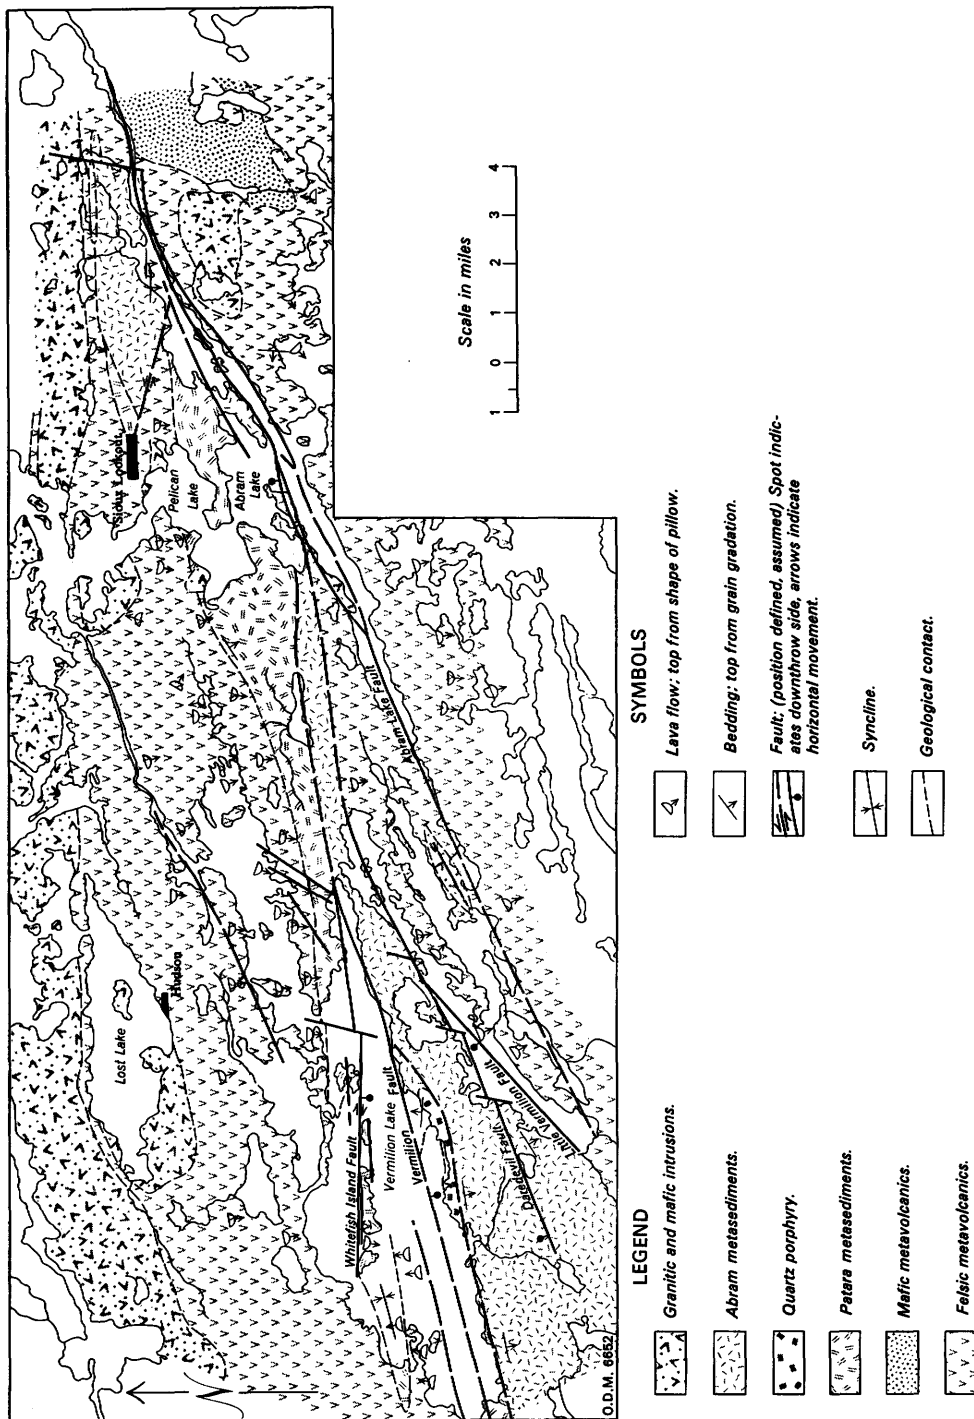 Sioux Lookout
Pelican
Lake
Abram
Lake
Abram Lake Fault
Lost Lake
Hudson
Whitefish Island Fault
Vermilion Lake Fault
Vermilion
Daredevil Fault
Little Vermilion Fault
O.D.M. 6652
Scale in miles
1 0 1 2 3 4
LEGEND
Granitic and mafic intrusions.
Abram metasediments.
Quartz porphyry.
Patara metasediments.
Mafic metavolcanics.
Felsic metavolcanics.
SYMBOLS
Lava flow; top from shape of pillow.
Bedding; top from grain gradation.
Fault; (position defined, assumed) Spot indic-
ates downthrow side, arrows indicate
horizontal movement.
Syncline.
Geological contact.